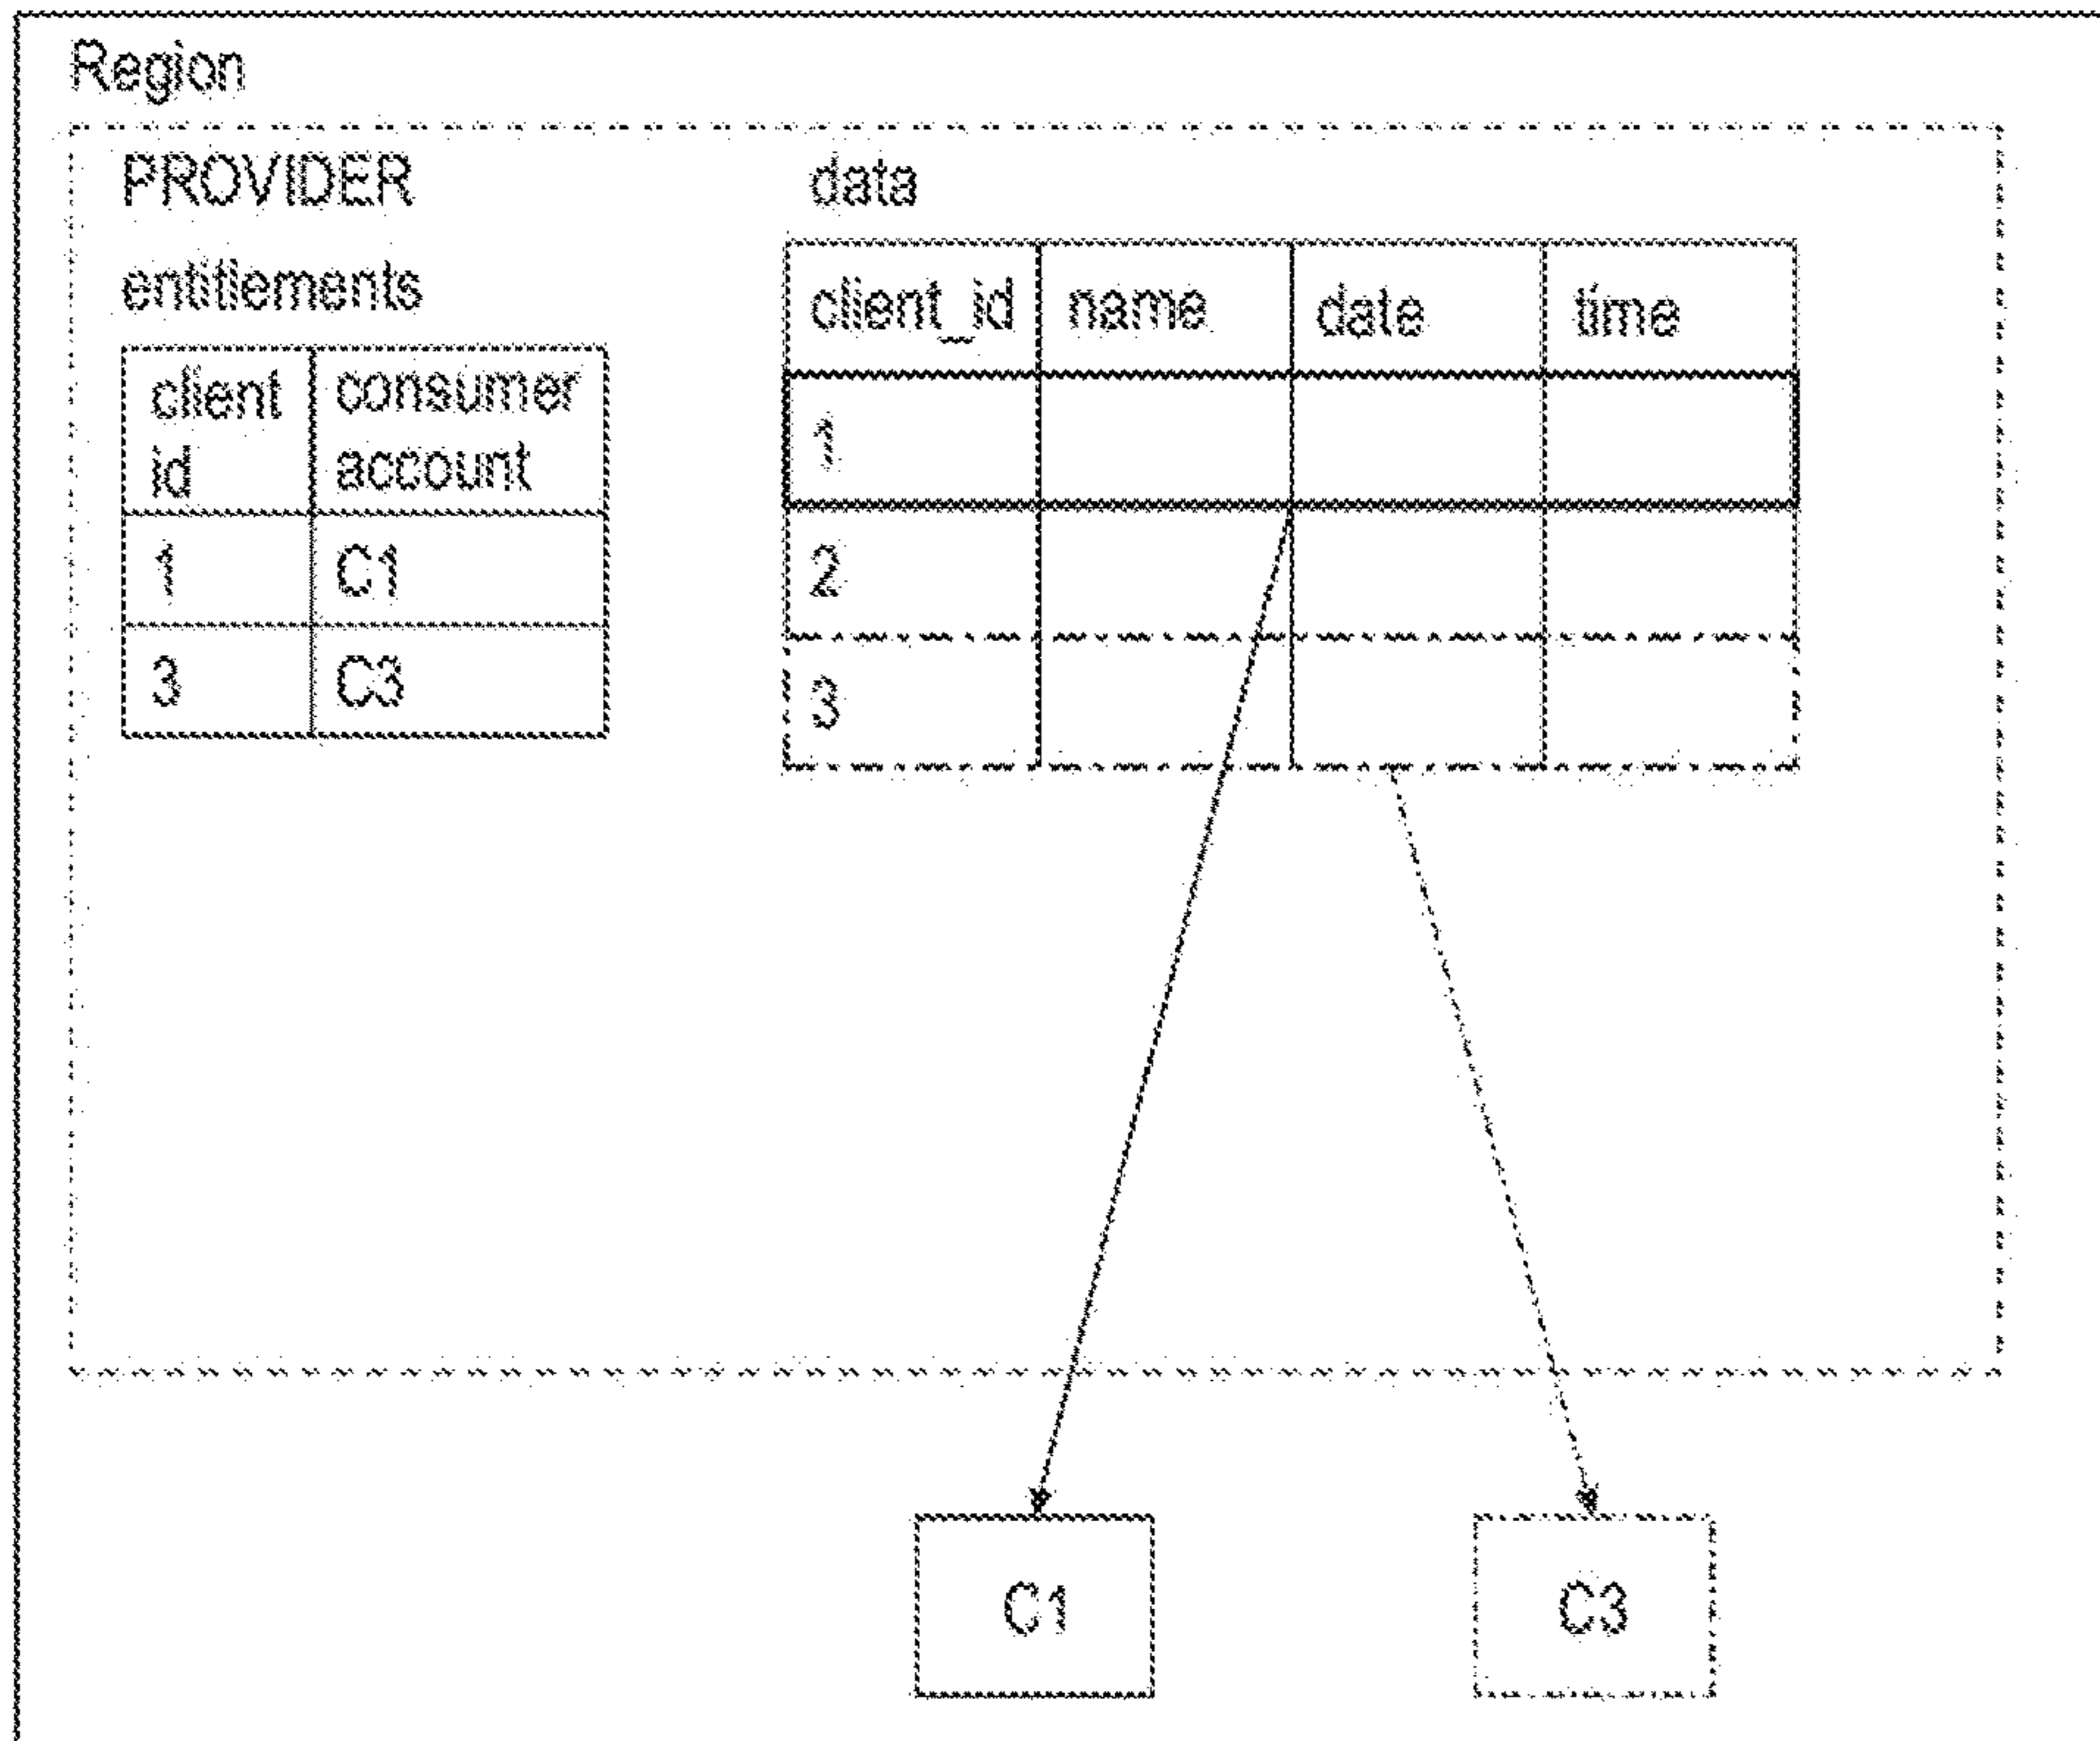 Region
PROVIDER
entitlements
client id consumer account
1 C1
3 C3
data
client_id name date time
1
2
3
C1 C3